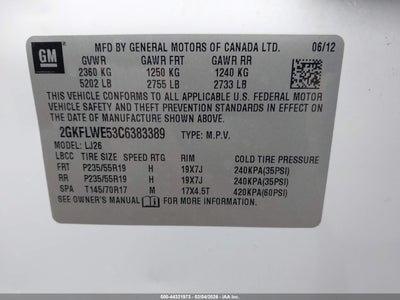 GM
MFD BY GENERAL MOTORS OF CANADA LTD. 06/12
GVWR GAWR FRT GAWR RR
2360 KG 1250 KG 1240 KG
5202 LB 2755 LB 2733 LB
THIS VEHICLE CONFORMS TO ALL APPLICABLE U.S. FEDERAL MOTOR
VEHICLE SAFETY, BUMPER, AND THEFT PREVENTION
STANDARDS IN EFFECT ON
THE DATE OF MANUFACTURE SHOWN ABOVE.
2GKFLWE53C6383389 TYPE: M.P.V.
MODEL: LJ26
LBCC TIRE SIZE SPEED RTG RIM COLD TIRE PRESSURE
FRT P235/55R19 H 19X7J 240KPA(35PSI)
RR P235/55R19 H 19X7J 240KPA(35PSI)
SPA T145/70R17 M 17X4.5T 420KPA(60PSI)
SEE OWNER'S MANUAL FOR ADDITIONAL INFORMATION.